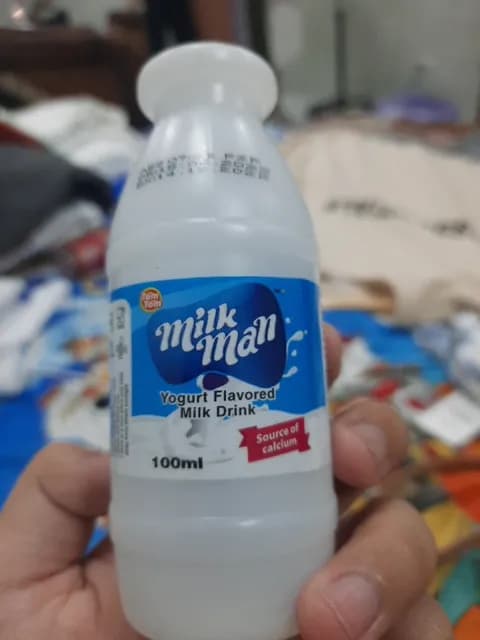 Tom
Tom
milk
man
Yogurt Flavored
Milk Drink
Source of
calcium
100ml